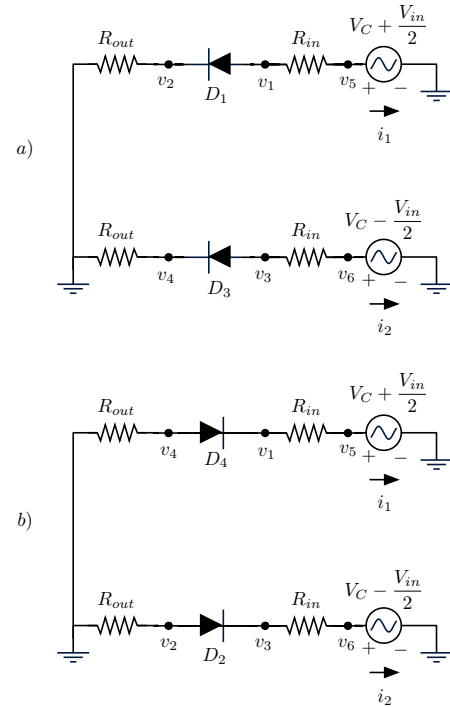 V_C + V_in/2
R_out R_in
v_2 v_1 v_5 + −
D_1
i_1
a)
V_C − V_in/2
R_out R_in
v_4 v_3 v_6 + −
D_3
i_2
V_C + V_in/2
R_out R_in
v_4 v_1 v_5 + −
D_4
i_1
b)
V_C − V_in/2
R_out R_in
v_2 v_3 v_6 + −
D_2
i_2